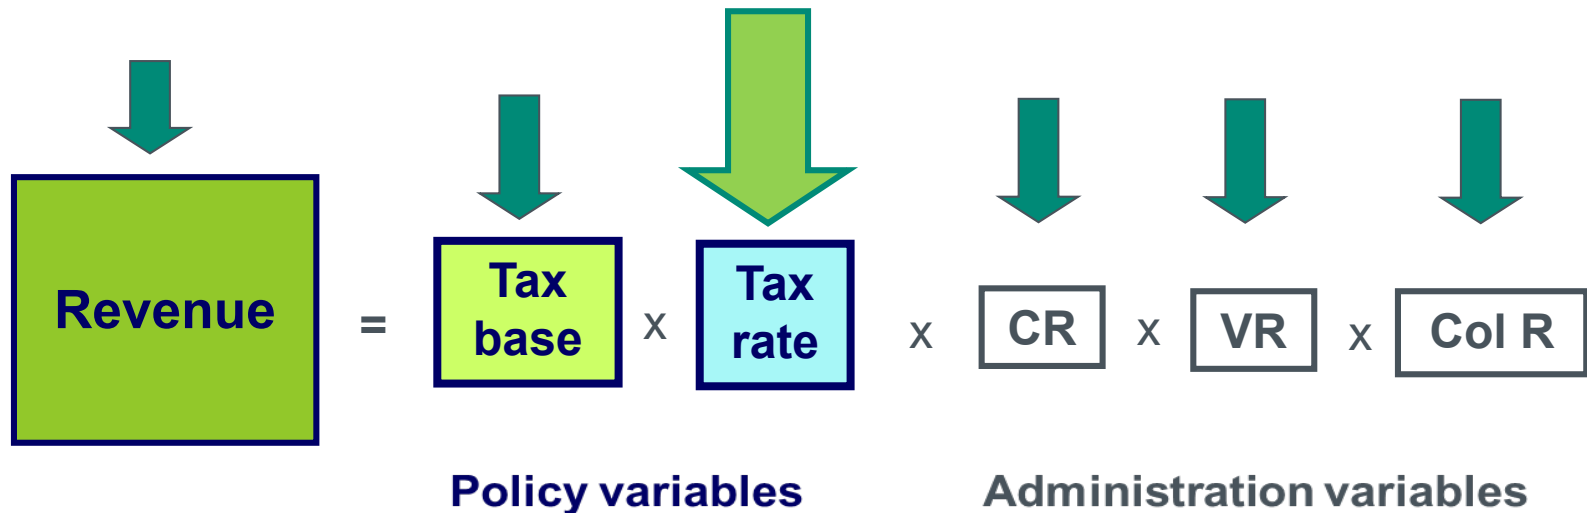 Revenue = Tax base x Tax rate x CR x VR x Col R
Policy variables
Administration variables